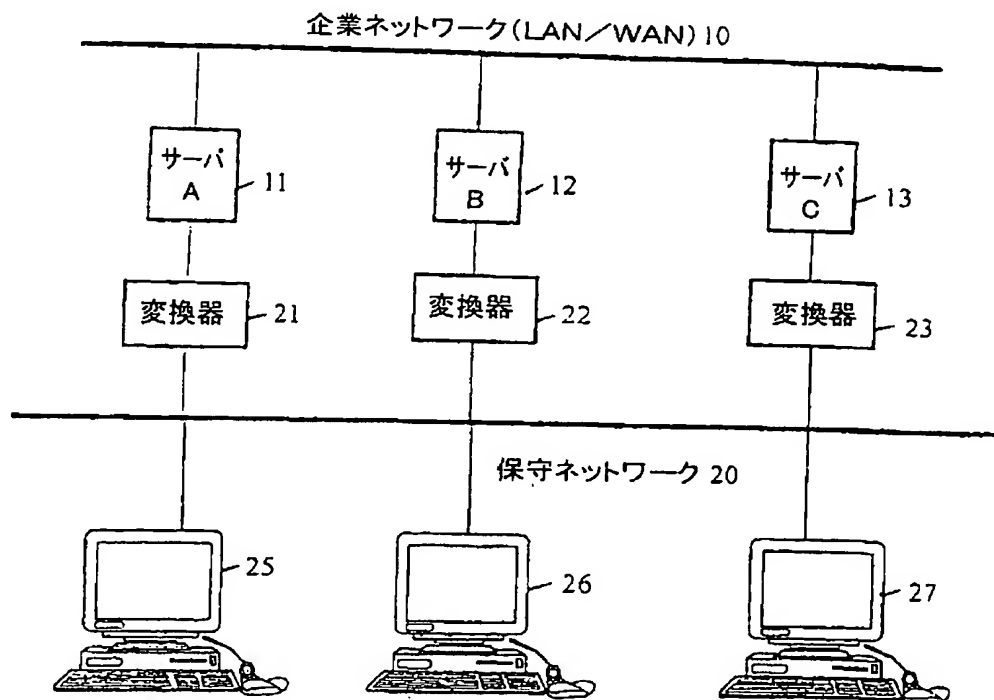 企業ネットワーク(LAN／WAN)10
サーバ
A
11
サーバ
B
12
サーバ
C
13
変換器
21
変換器
22
変換器
23
保守ネットワーク 20
25
26
27